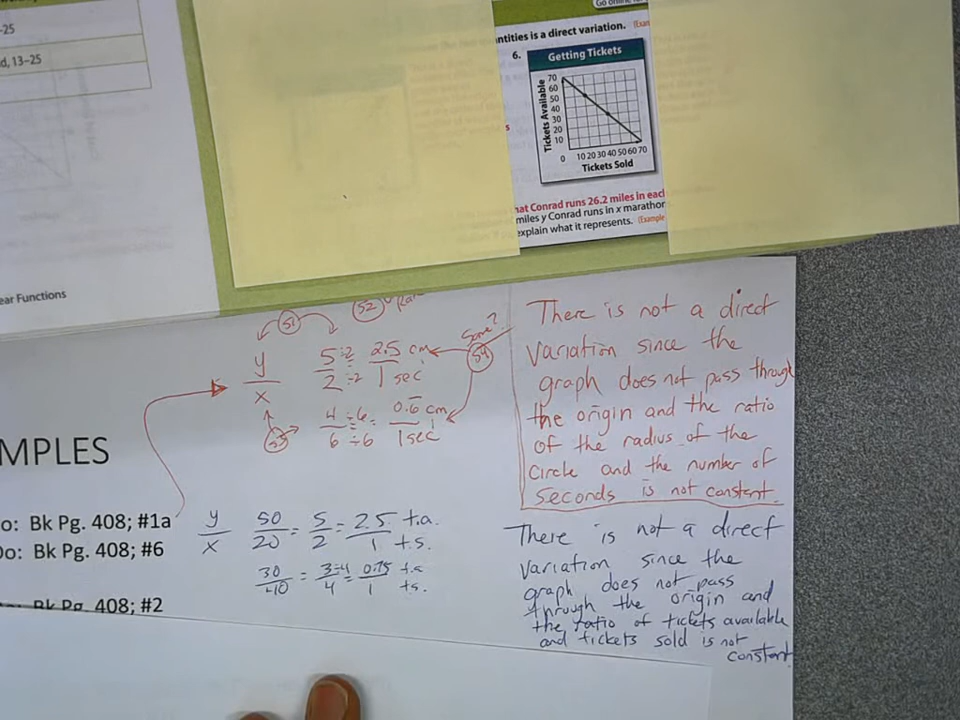 -25
d, 13–25
ear Functions
Go online
ntities is a direct variation.
6.
Getting Tickets
Tickets Available
70
60
50
40
30
20
10
0
10 20 30 40 50 60 70
Tickets Sold
hat Conrad runs 26.2 miles in each
miles y Conrad runs in x marathor
explain what it represents. (Example
S1
S2
y/x 5/2 ÷2/÷2 = 2.5 cm/1 sec
Same?
S4
S3
4/6 ÷6/÷6 = 0.6 cm/1 sec
There is not a direct
variation since the
graph does not pass through
the origin and the ratio
of the radius of the
circle and the number of
seconds is not constant.
MPLES
o: Bk Pg. 408; #1a
Do: Bk Pg. 408; #6
Bk Pg. 408; #2
y/x 50/20 = 5/2 = 2.5/1 t.a./t.s.
30/40 = 3÷4/4 = 0.75/1 t.a/ts.
There is not a direct
variation since the
graph does not pass
through the origin and
the ratio of tickets available
and tickets sold is not
constant